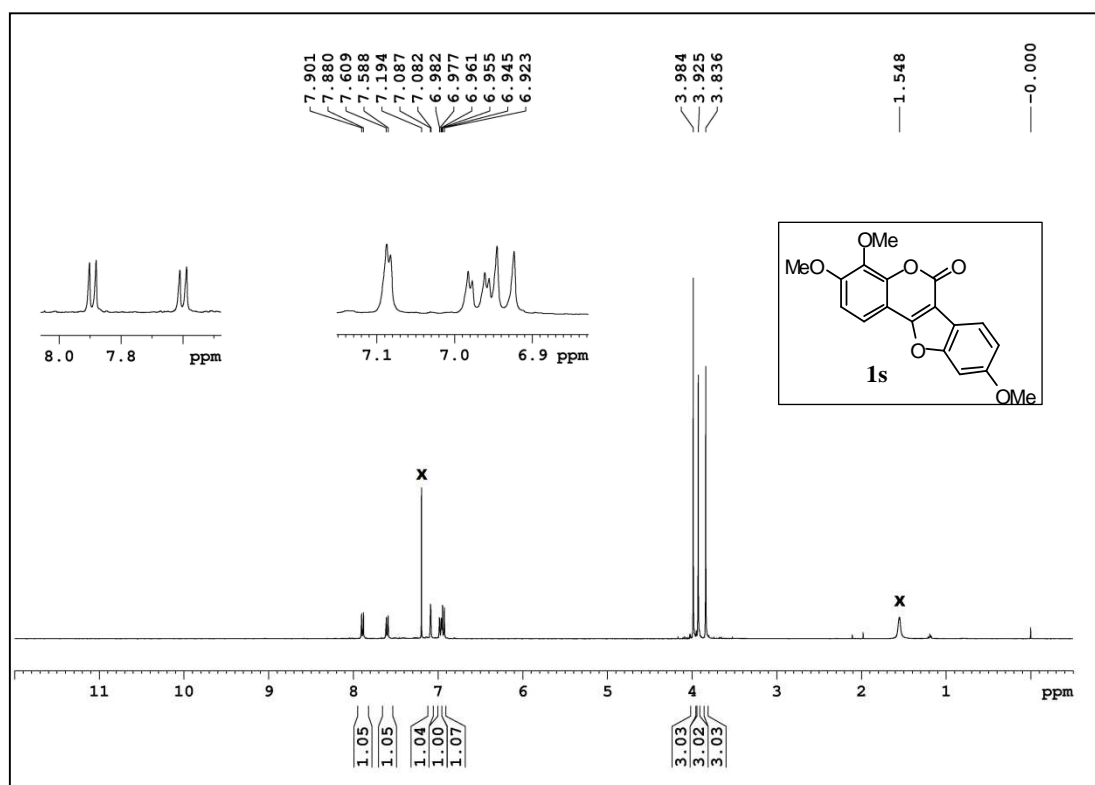 7.901
7.880
7.609
7.588
7.194
7.087
7.082
6.982
6.977
6.961
6.955
6.945
6.923
3.984
3.925
3.836
1.548
-0.000
OMe
MeO
O
O
O
1s
OMe
8.0 7.8 ppm
7.1 7.0 6.9 ppm
x
x
11 10 9 8 7 6 5 4 3 2 1 ppm
1.05
1.05
1.04
1.00
1.07
3.03
3.02
3.03